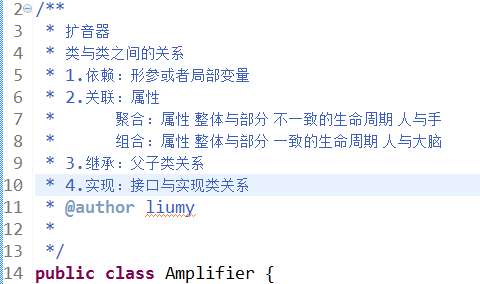 2 /**
3 * 扩音器
4 * 类与类之间的关系
5 * 1.依赖：形参或者局部变量
6 * 2.关联：属性
7 * 聚合：属性 整体与部分 不一致的生命周期 人与手
8 * 组合：属性 整体与部分 一致的生命周期 人与大脑
9 * 3.继承：父子类关系
10 * 4.实现：接口与实现类关系
11 * @author liumy
12 *
13 */
14 public class Amplifier {